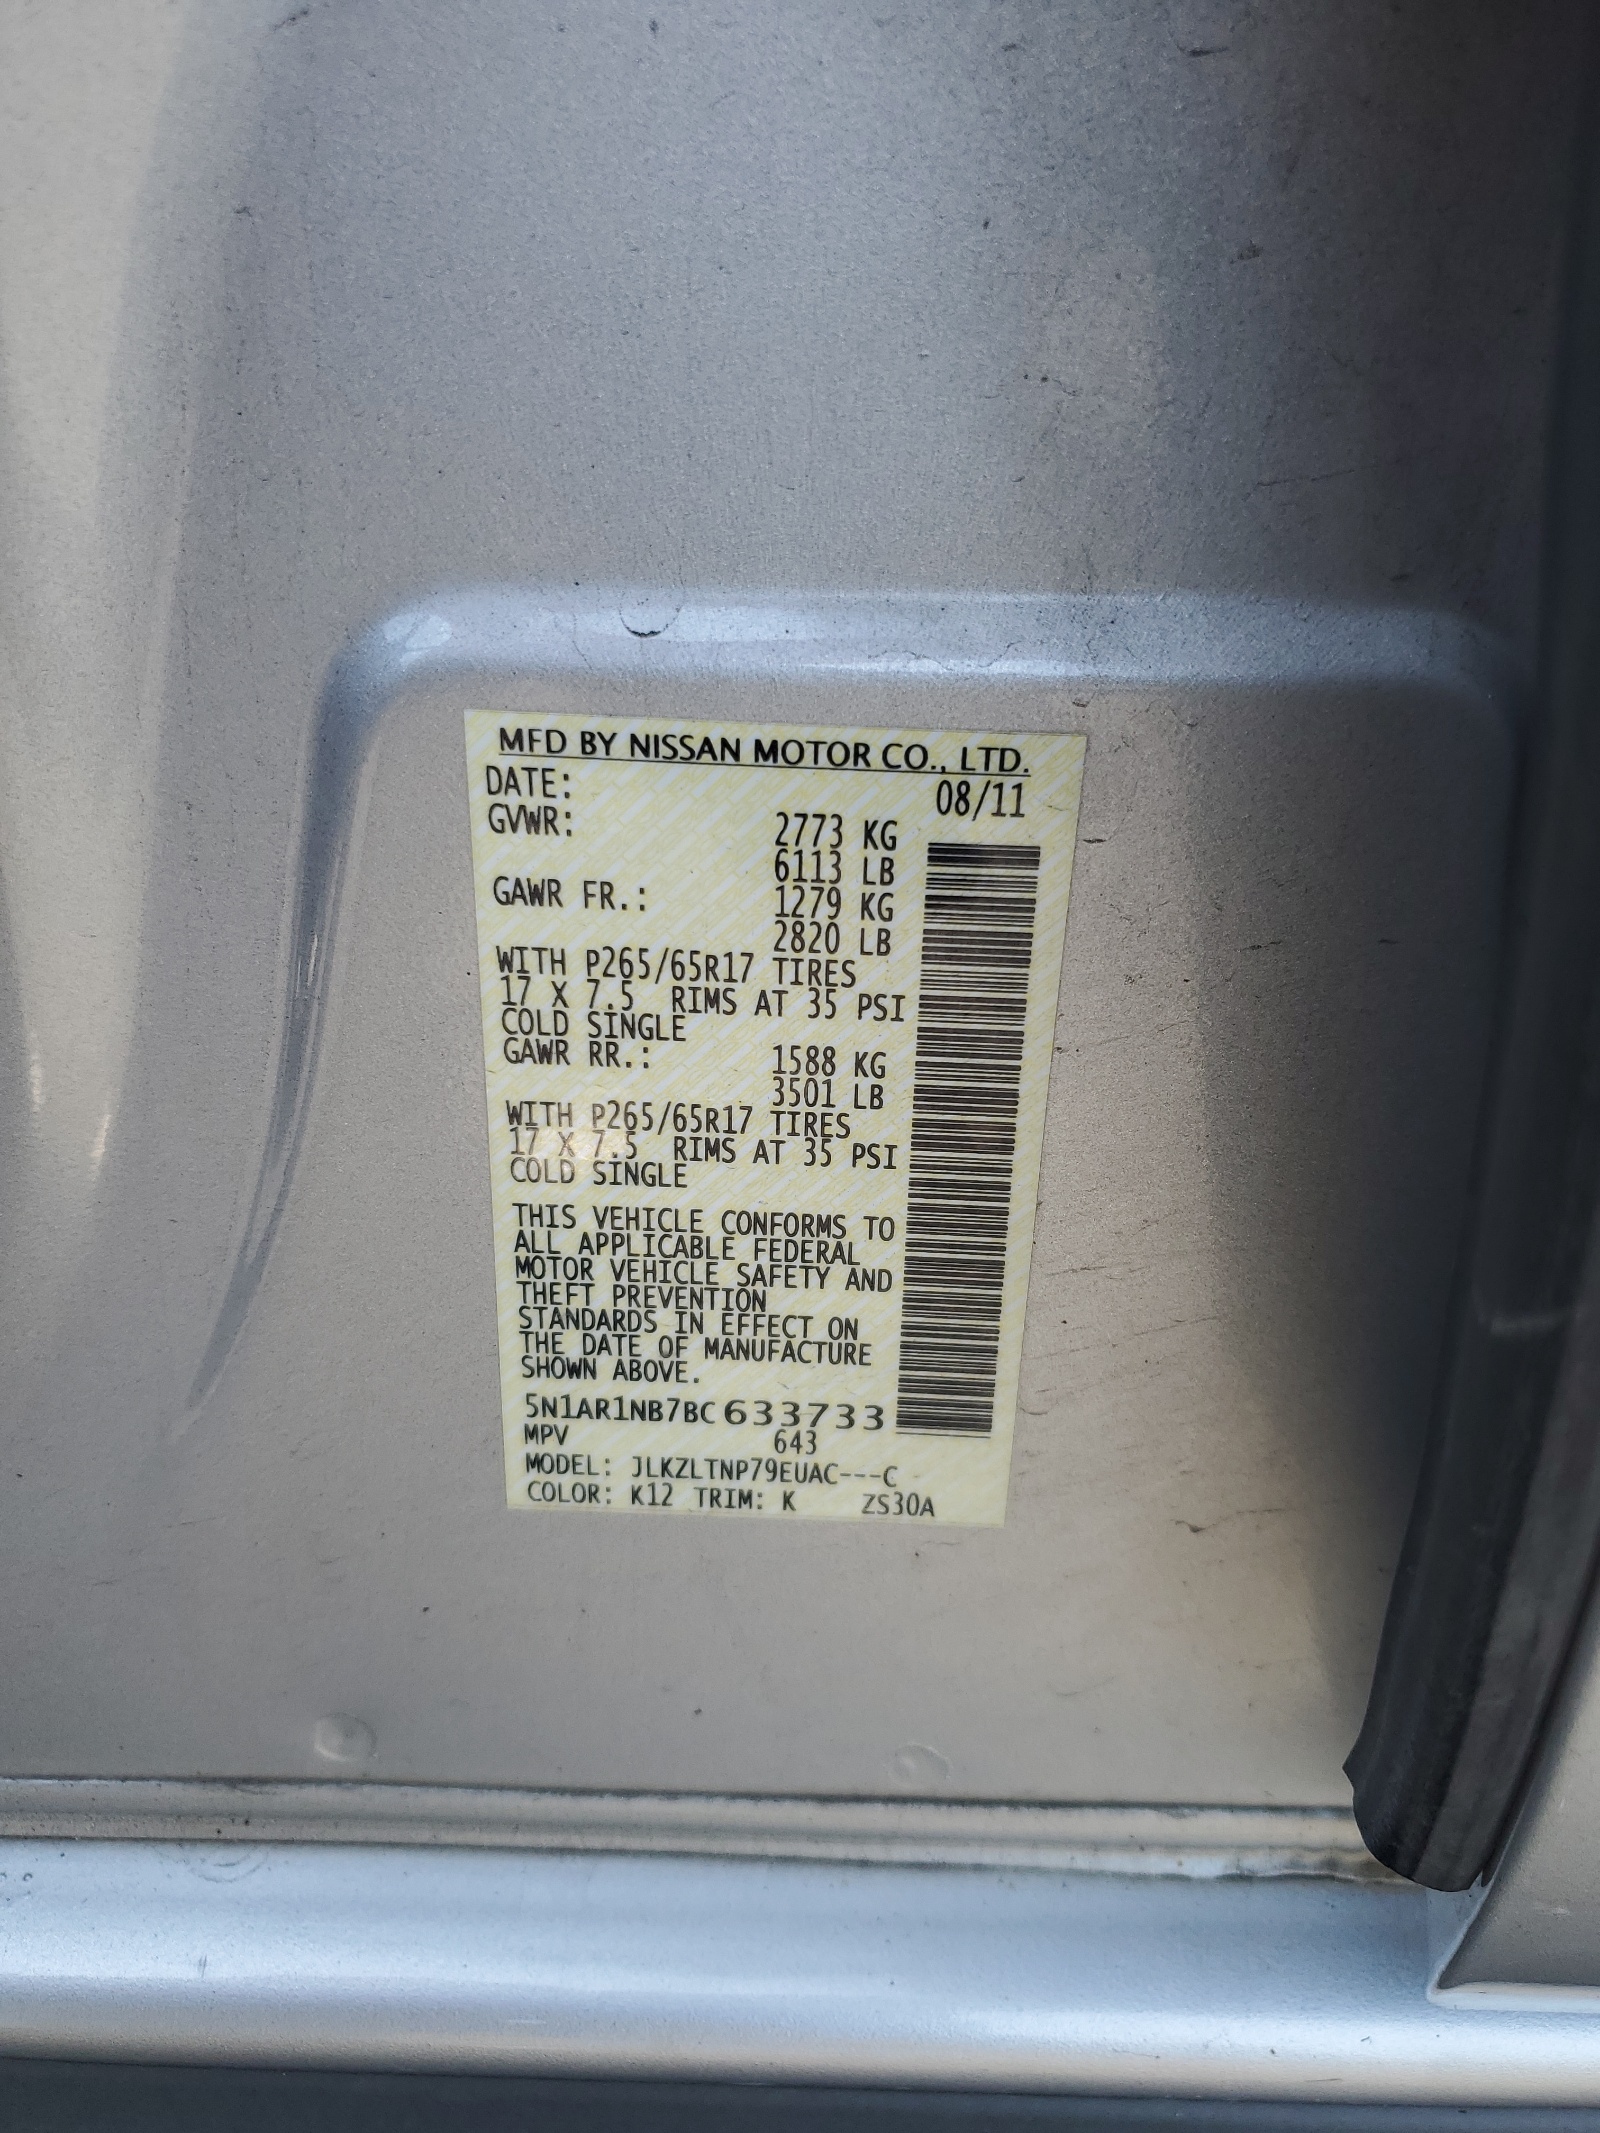 MFD BY NISSAN MOTOR CO., LTD.
DATE: 08/11
GVWR: 2773 KG
6113 LB
GAWR FR.: 1279 KG
2820 LB
WITH P265/65R17 TIRES
17 X 7.5 RIMS AT 35 PSI
COLD SINGLE
GAWR RR.: 1588 KG
3501 LB
WITH P265/65R17 TIRES
17 X 7.5 RIMS AT 35 PSI
COLD SINGLE
THIS VEHICLE CONFORMS TO
ALL APPLICABLE FEDERAL
MOTOR VEHICLE SAFETY AND
THEFT PREVENTION
STANDARDS IN EFFECT ON
THE DATE OF MANUFACTURE
SHOWN ABOVE.
5N1AR1NB7BC633733
MPV 643
MODEL: JLKZLTNP79EUAC---C
COLOR: K12 TRIM: K ZS30A